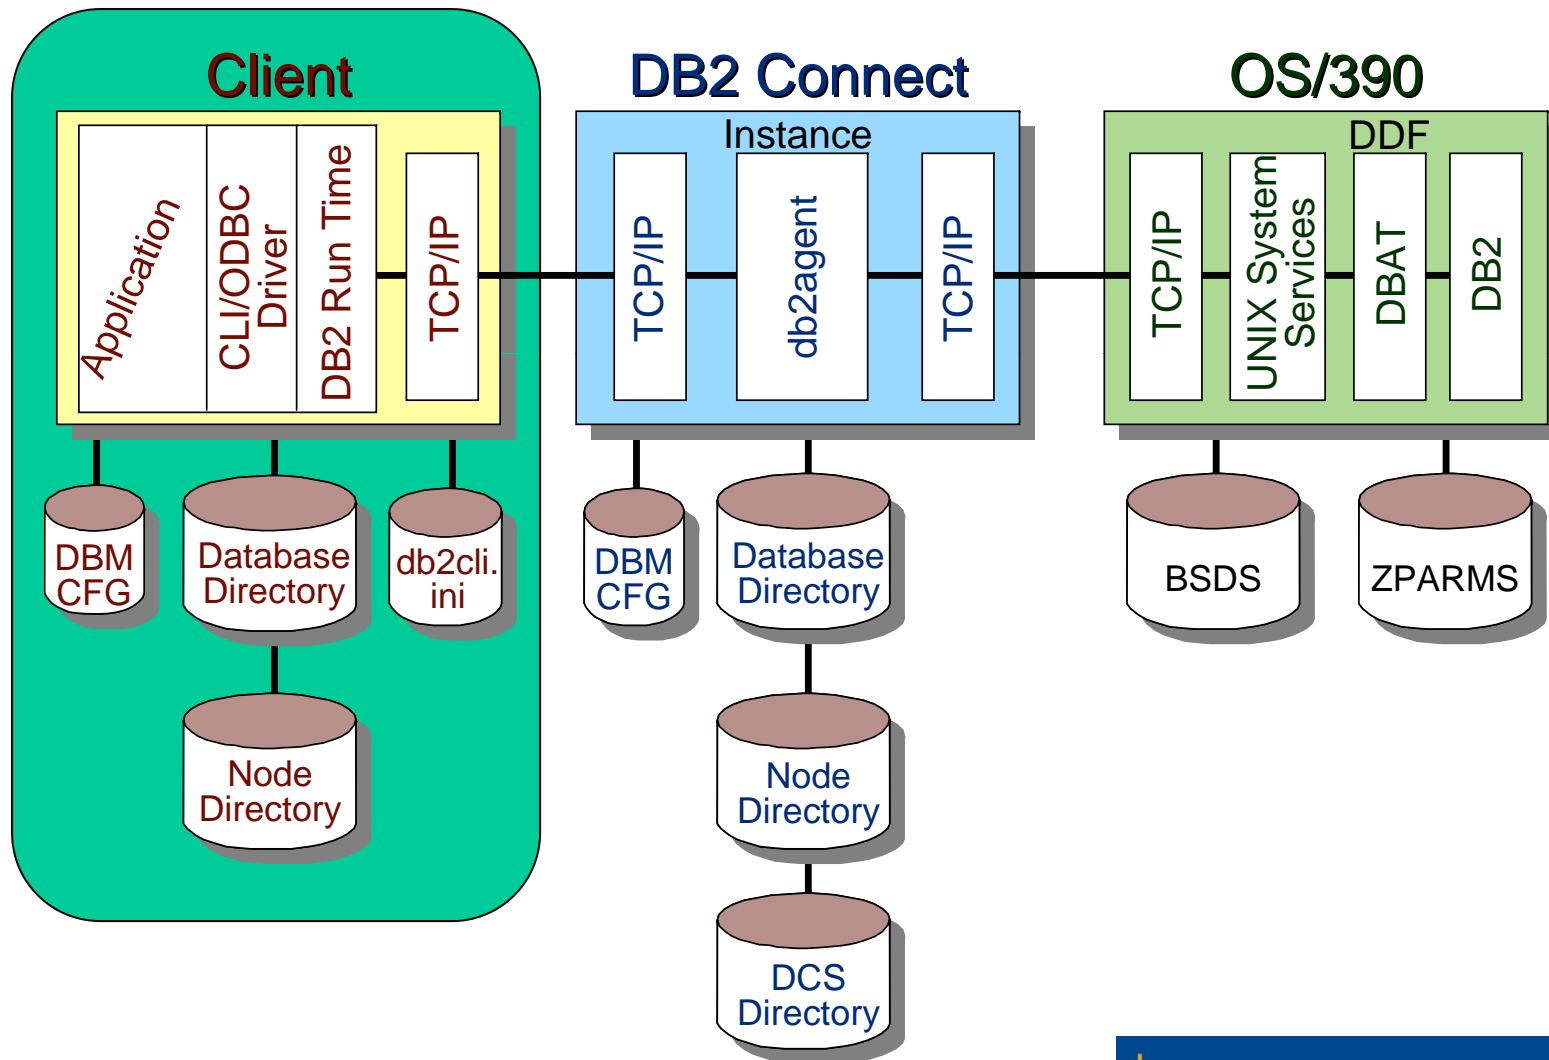 Client
DB2 Connect
OS/390
Instance
DDF
Application
CLI/ODBC
Driver
DB2 Run Time
TCP/IP
TCP/IP
db2agent
TCP/IP
TCP/IP
UNIX System
Services
DBAT
DB2
DBM
CFG
Database
Directory
db2cli.
ini
DBM
CFG
Database
Directory
BSDS
ZPARMS
Node
Directory
Node
Directory
DCS
Directory